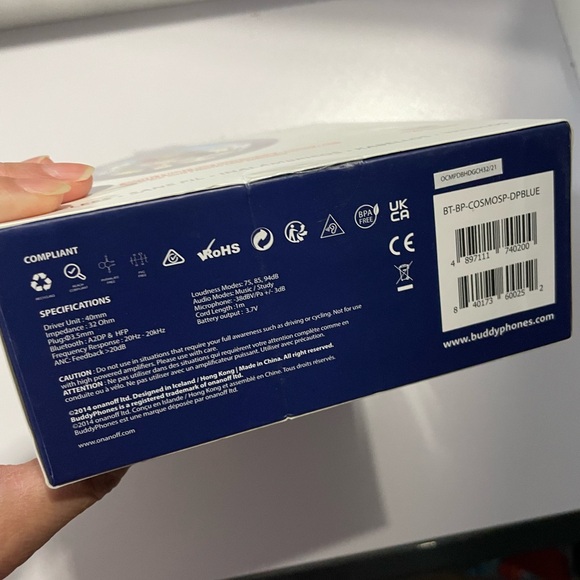 OCMPDBHDGCH32/21
BT-BP-COSMOSP-DPBLUE
4 897111 740200
8 40173 60025 2
www.buddyphones.com
COMPLIANT
RoHS
BPA FREE
UK
CA
CE
RECYCLING
SPECIFICATIONS
Driver Unit : 40mm
Impedance : 32 Ohm
Plug:Ф3.5mm
Bluetooth : A2DP & HFP
Frequency Response : 20Hz - 20kHz
ANC Feedback >20dB
Loudness Modes: 75, 85, 94dB
Audio Modes: Music / Study
Microphone: -38dBV/Pa +/- 3dB
Cord Length : 1m
Battery output : 3.7V
CAUTION : Do not use in situations that require your full awareness such as driving or cycling. Not for use
with high powered amplifiers. Please use with care.
ATTENTION : Ne pas utiliser dans des situations qui requièrent votre attention complète comme en
conduite ou à vélo. Ne pas utiliser avec un amplificateur puissant. Utiliser avec précaution.
©2014 onanoff ltd. Designed in Iceland / Hong Kong | Made in China. All rights reserved.
BuddyPhones is a registered trademark of onanoff ltd.
©2014 onanoff ltd. Conçu en Islande / Hong Kong et assemblé en Chine. Tous droits réservés.
BuddyPhones est une marque déposée par onanoff ltd.
www.onanoff.com